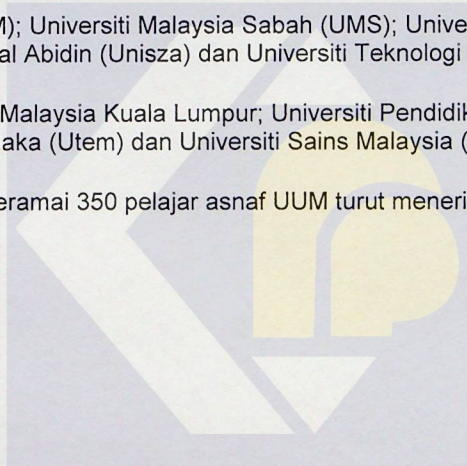 M); Universiti Malaysia Sabah (UMS); Unive
al Abidin (Unisza) dan Universiti Teknologi
Malaysia Kuala Lumpur; Universiti Pendidik
aka (Utem) dan Universiti Sains Malaysia (
eramai 350 pelajar asnaf UUM turut meneri